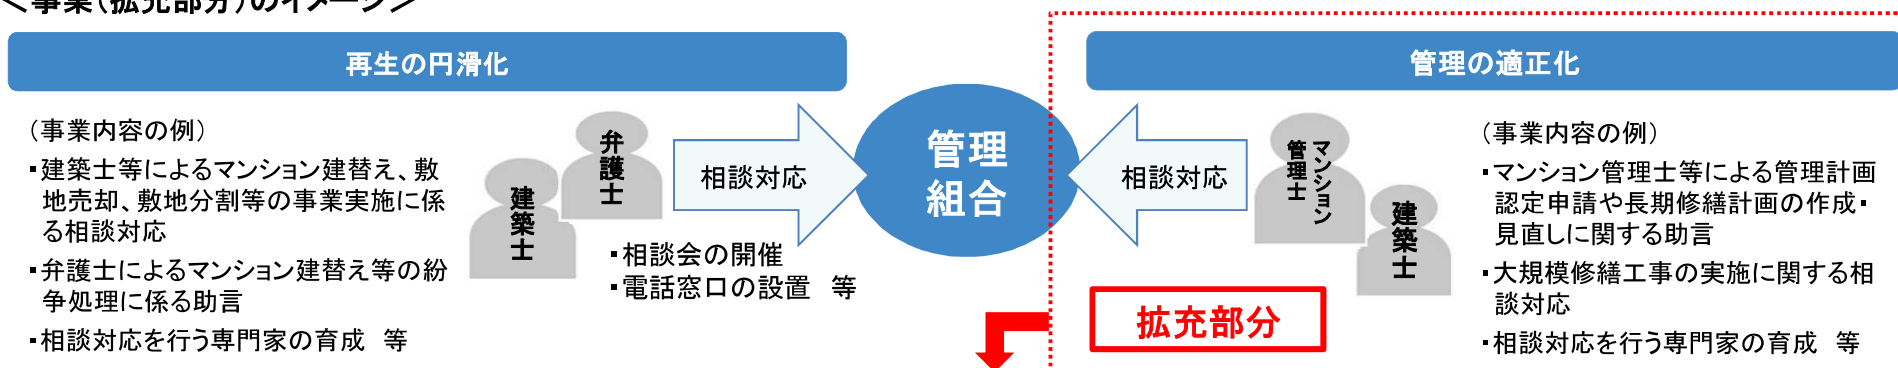 ＜事業(拡充部分)のイメージ＞
再生の円滑化
（事業内容の例）
・建築士等によるマンション建替え、敷
地売却、敷地分割等の事業実施に係
る相談対応
・弁護士によるマンション建替え等の紛
争処理に係る助言
・相談対応を行う専門家の育成　等
建築士
弁護士
相談対応
・相談会の開催
・電話窓口の設置　等
管理
組合
管理の適正化
相談対応
マンション
管理士
建築士
拡充部分
（事業内容の例）
・マンション管理士等による管理計画
認定申請や長期修繕計画の作成・
見直しに関する助言
・大規模修繕工事の実施に関する相
談対応
・相談対応を行う専門家の育成　等